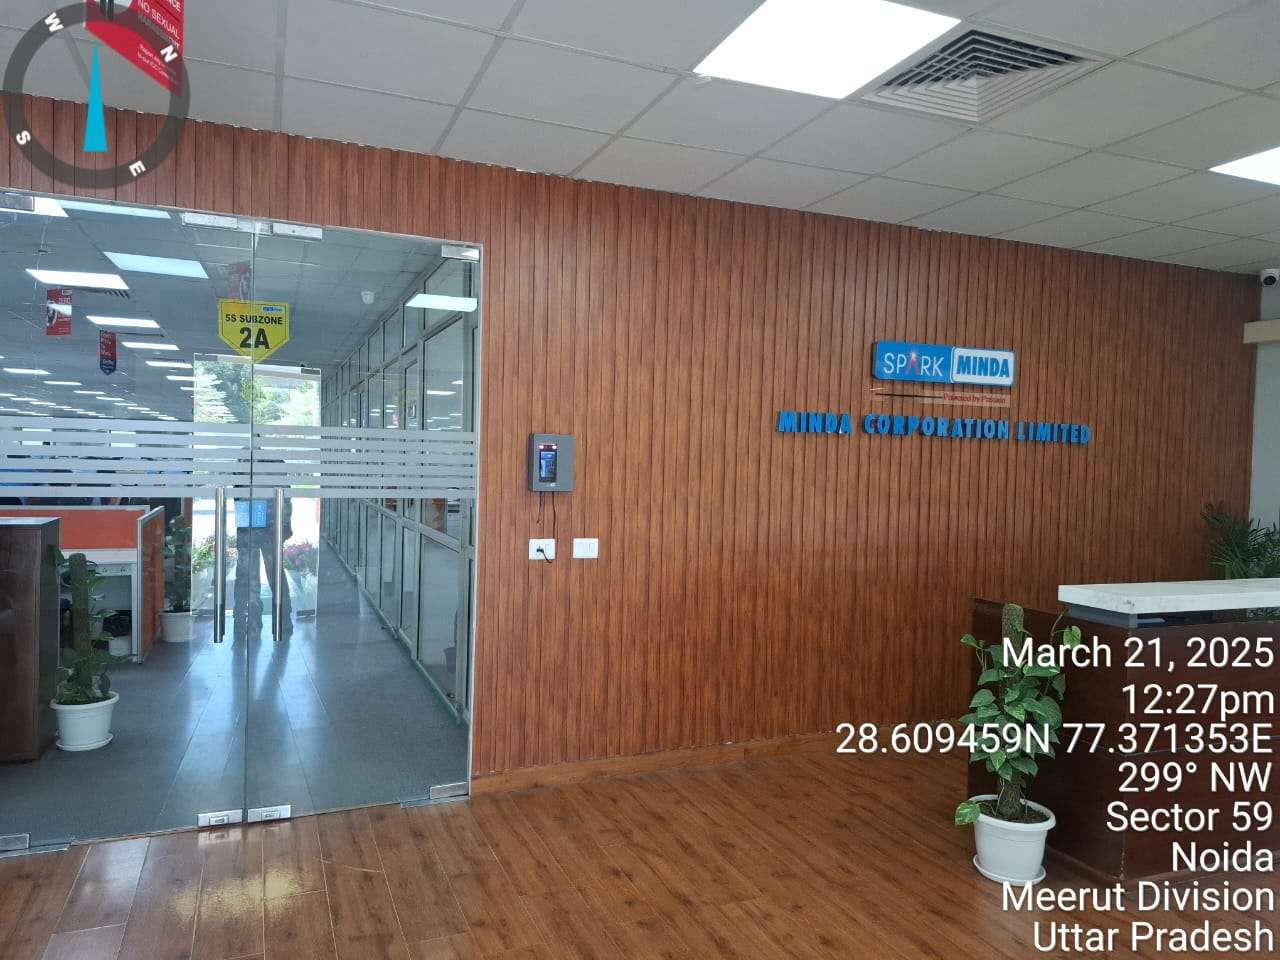 W
N
S
E
NO SEXUAL
HARASSMENT
5S SUBZONE
2A
SPARK MINDA
Powered by Passion
MINDA CORPORATION LIMITED
March 21, 2025
12:27pm
28.609459N 77.371353E
299° NW
Sector 59
Noida
Meerut Division
Uttar Pradesh